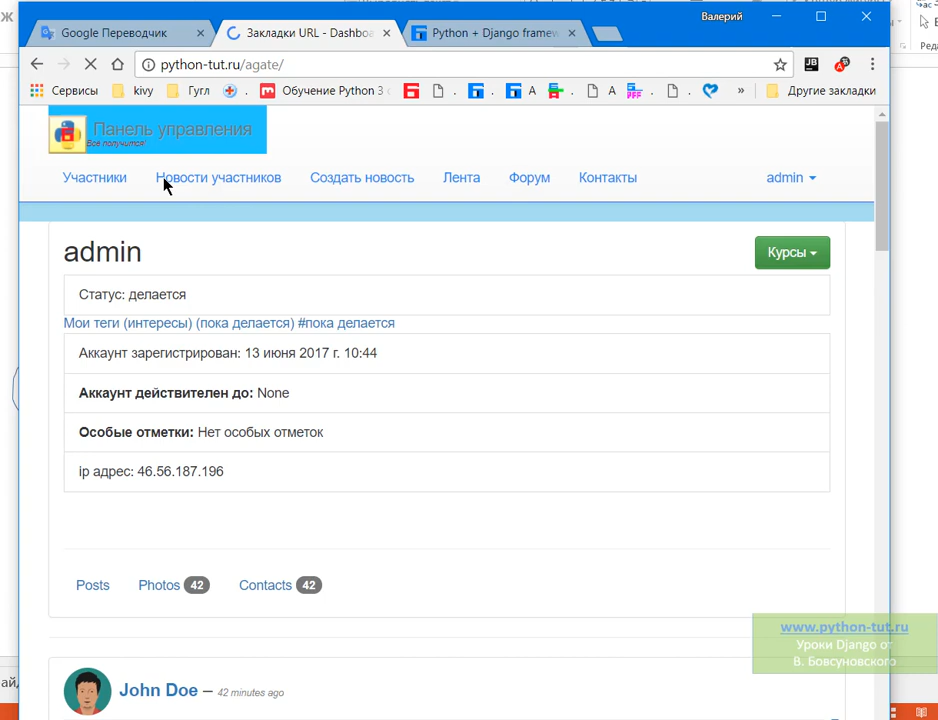 Валерий
Google Переводчик
Закладки URL - Dashboa
Python + Django framew
python-tut.ru/agate/
JB
Сервисы kivy Гугл Обучение Python 3 A A » Другие закладки
Панель управления
Все получится!
Участники Новости участников Создать новость Лента Форум Контакты admin
admin
Курсы
Статус: делается
Мои теги (интересы) (пока делается) #пока делается
Аккаунт зарегистрирован: 13 июня 2017 г. 10:44
Аккаунт действителен до: None
Особые отметки: Нет особых отметок
ip адрес: 46.56.187.196
Posts Photos 42 Contacts 42
John Doe – 42 minutes ago
www.python-tut.ru
Уроки Django от
В. Бовсуновского